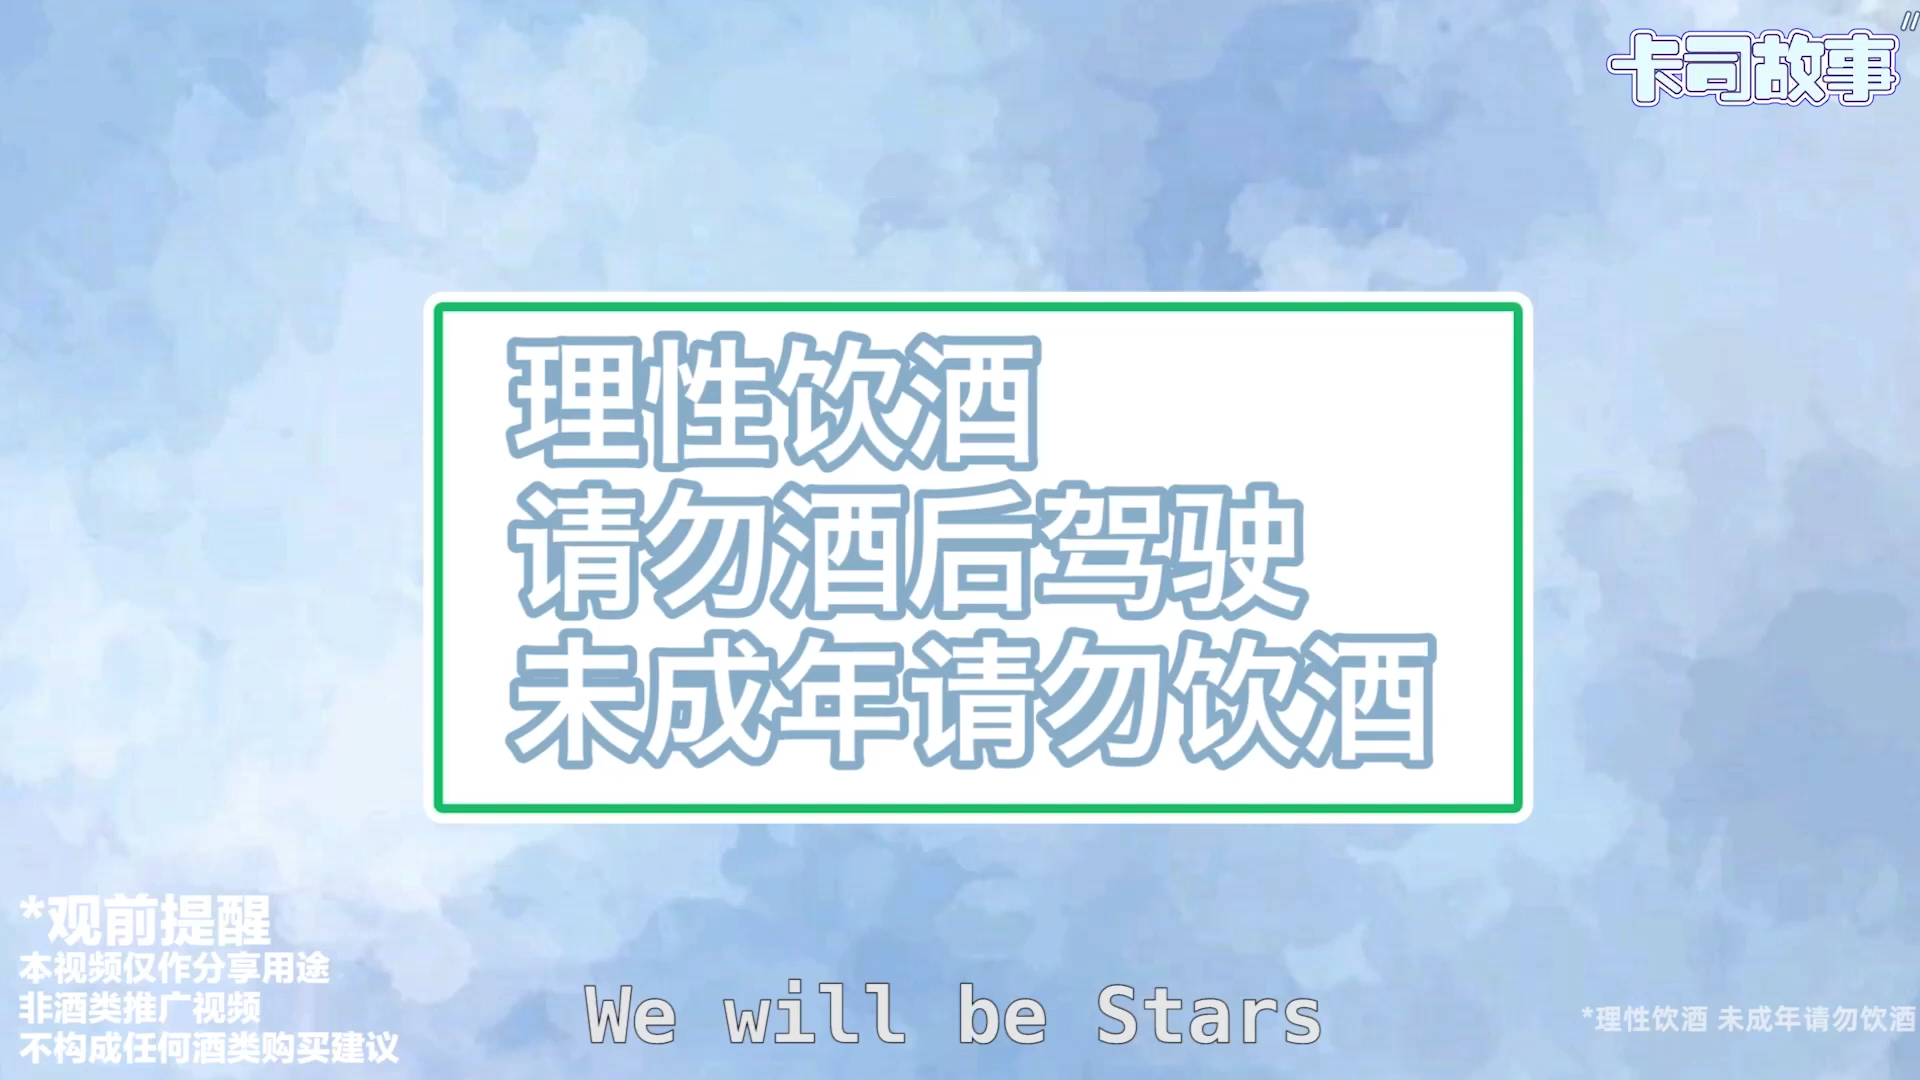 卡司故事
理性饮酒
请勿酒后驾驶
未成年请勿饮酒
*观前提醒
本视频仅作分享用途
非酒类推广视频
不构成任何酒类购买建议
We will be Stars
*理性饮酒 未成年请勿饮酒